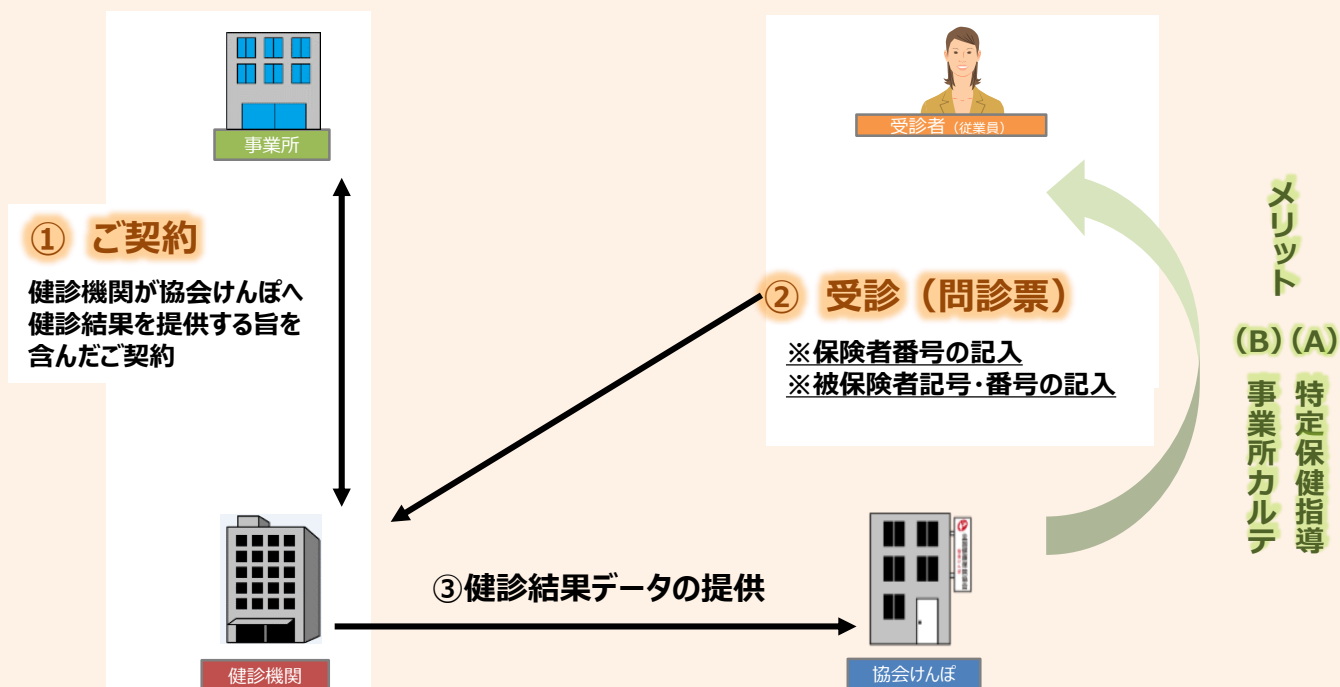 事業所
受診者（従業員）
① ご契約
健診機関が協会けんぽへ
健診結果を提供する旨を
含んだご契約
② 受診（問診票）
※保険者番号の記入
※被保険者記号・番号の記入
メリット
（A）特定保健指導
（B）事業所カルテ
③健診結果データの提供
健診機関
協会けんぽ